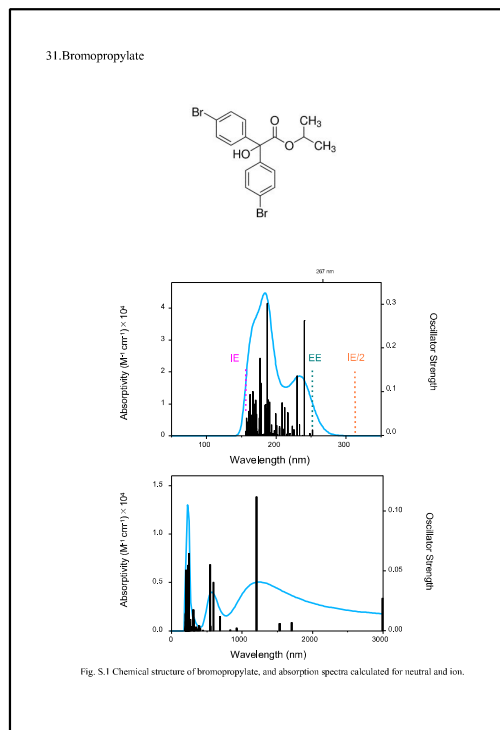 31.Bromopropylate
Br
O
CH₃
HO
O
CH₃
Br
267 nm
Absorptivity (M⁻¹ cm⁻¹) × 10⁴
4
3
2
1
0
IE
EE
IE/2
0.3
0.2
0.1
0.0
Oscillator Strength
100
200
300
Wavelength (nm)
Absorptivity (M⁻¹ cm⁻¹) × 10⁴
1.5
1.0
0.5
0.0
0.10
0.05
0.00
Oscillator Strength
0
1000
2000
3000
Wavelength (nm)
Fig. S.1 Chemical structure of bromopropylate, and absorption spectra calculated for neutral and ion.